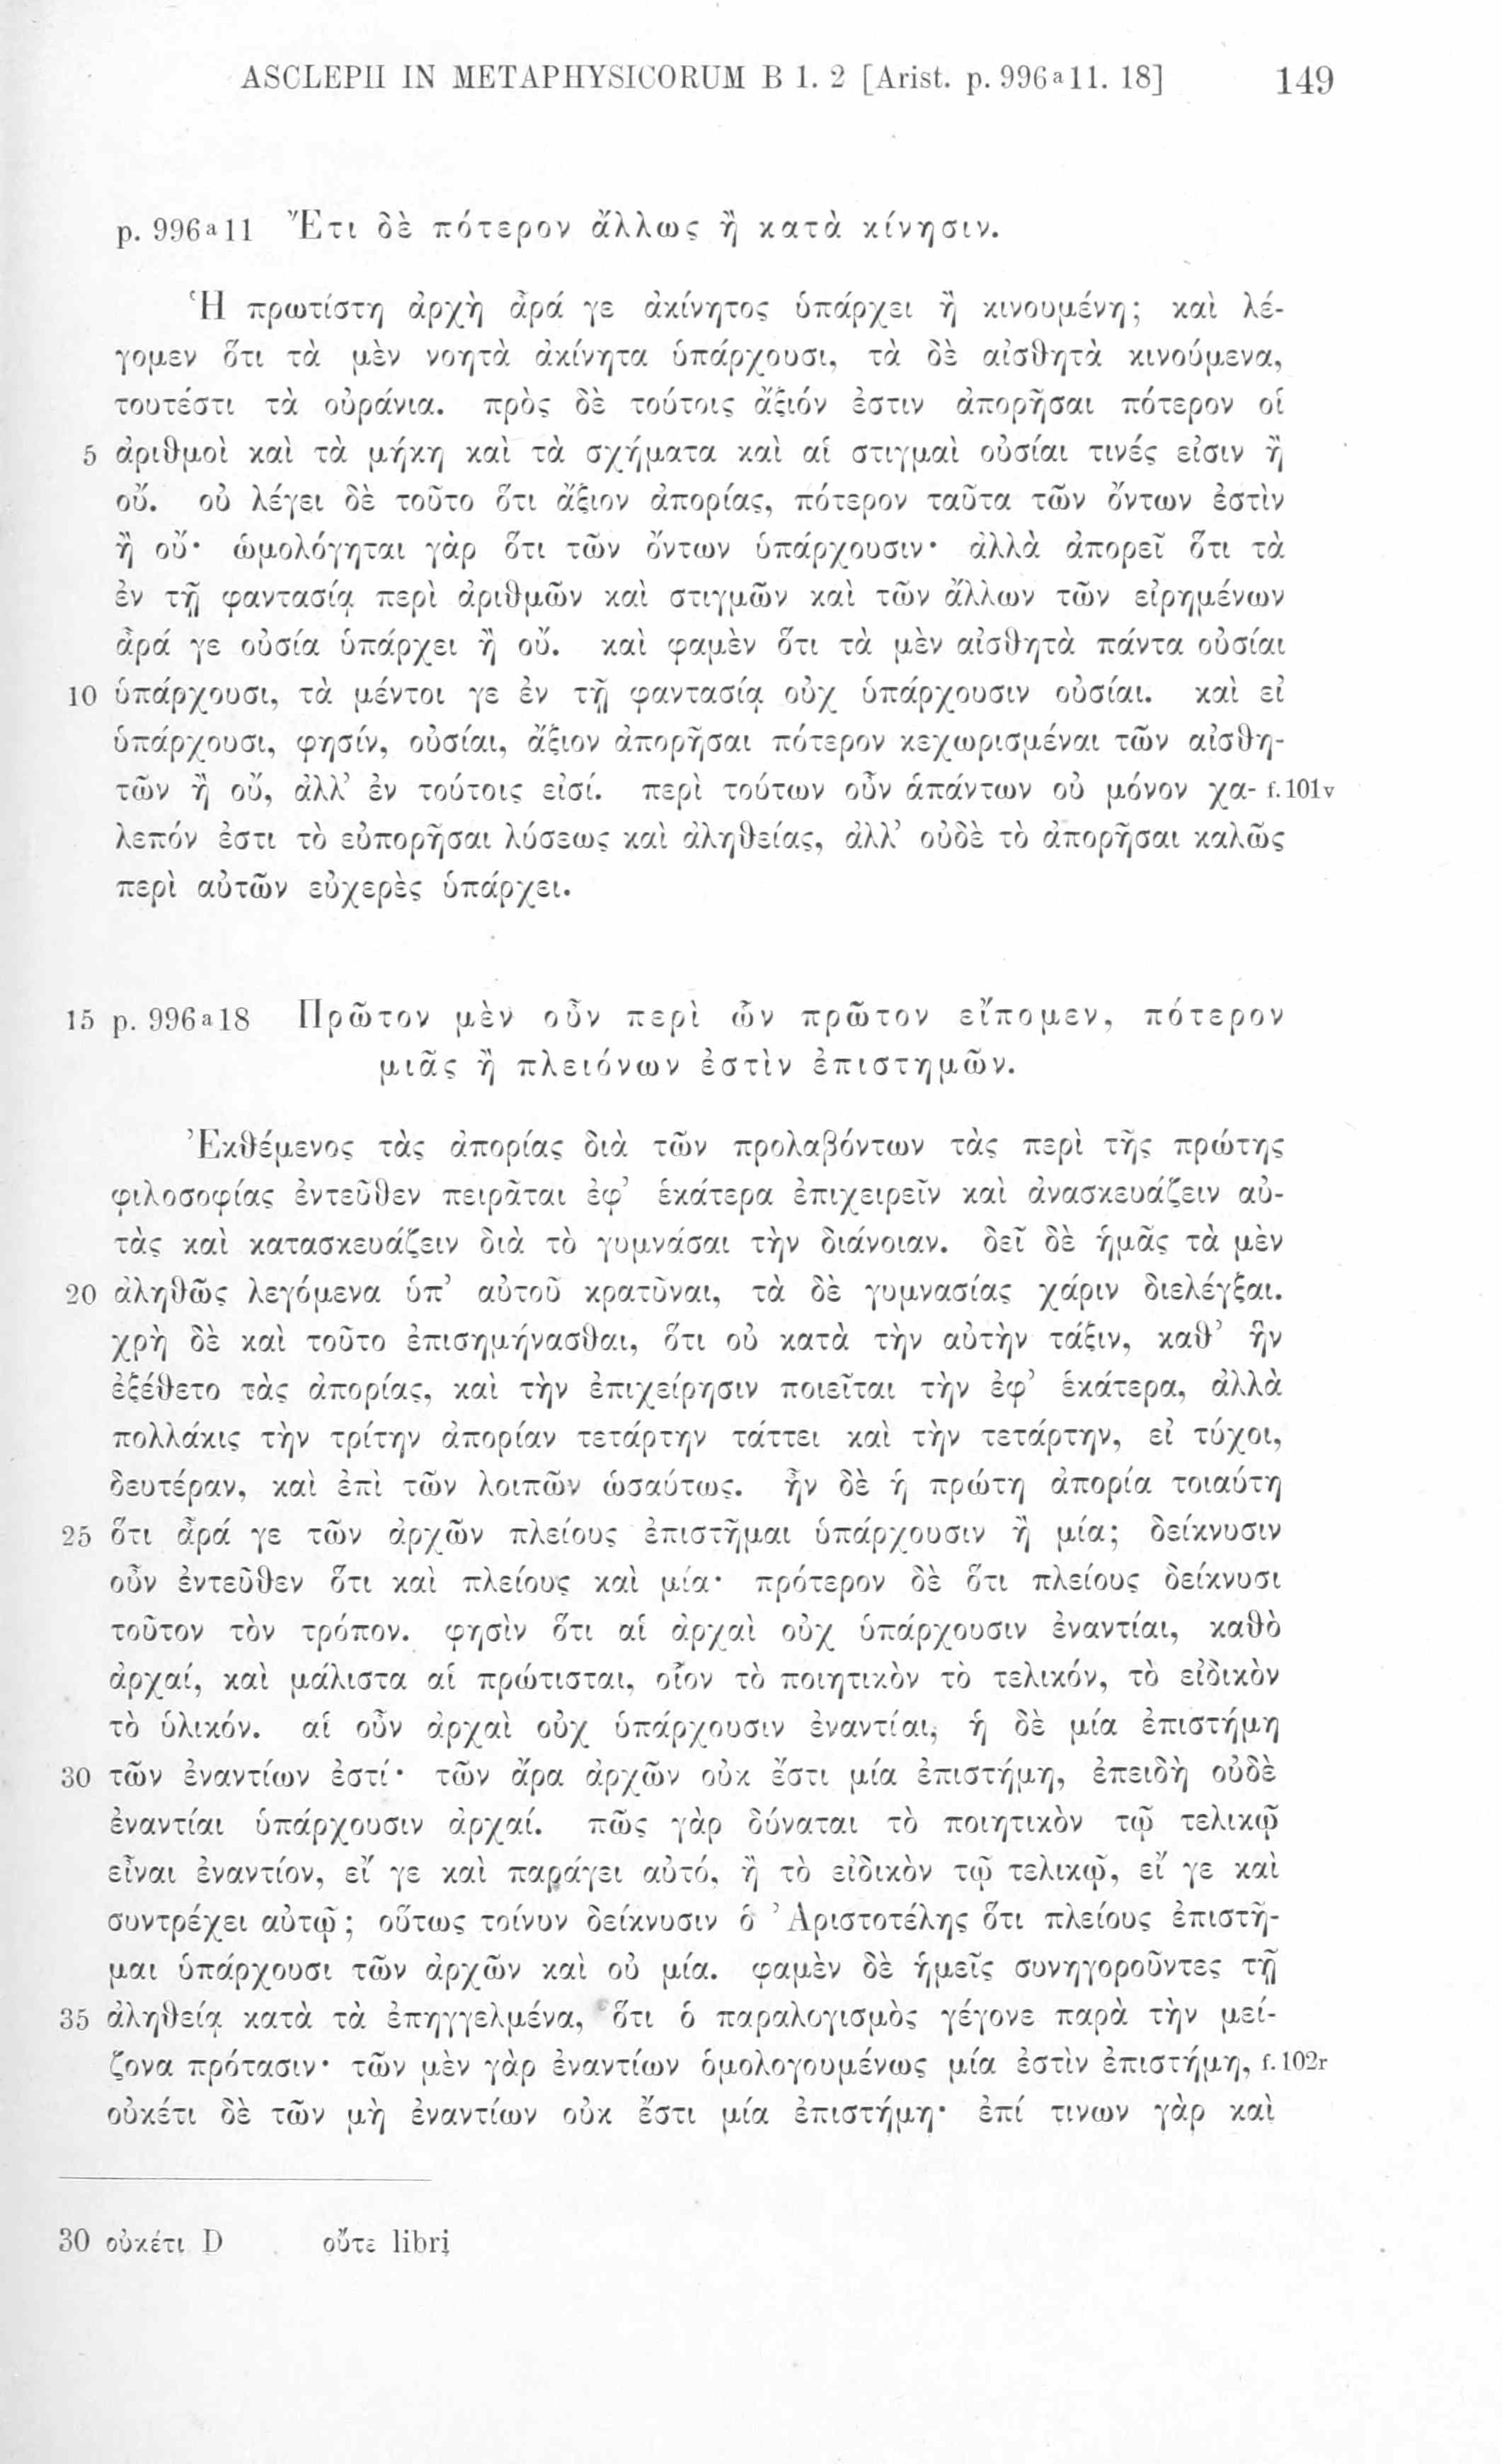 ASCLEPII IN METAPHYSICORUM B 1. 2 [Arist. p. 996a11. 18] 149
p. 996a11 Ἔτι δὲ πότερον ἄλλως ἢ κατὰ κίνησιν.
Ἡ πρωτίστη ἀρχὴ ἆρά γε ἀκίνητος ὑπάρχει ἢ κινουμένη; καὶ λέ-
γομεν ὅτι τὰ μὲν νοητὰ ἀκίνητα ὑπάρχουσι, τὰ δὲ αἰσθητὰ κινούμενα,
τουτέστι τὰ οὐράνια. πρὸς δὲ τούτοις ἄξιόν ἐστιν ἀπορῆσαι πότερον οἱ
5 ἀριθμοὶ καὶ τὰ μήκη καὶ τὰ σχήματα καὶ αἱ στιγμαὶ οὐσίαι τινές εἰσιν ἢ
οὔ. οὐ λέγει δὲ τοῦτο ὅτι ἄξιον ἀπορίας, πότερον ταῦτα τῶν ὄντων ἐστὶν
ἢ οὔ· ὡμολόγηται γὰρ ὅτι τῶν ὄντων ὑπάρχουσιν· ἀλλὰ ἀπορεῖ ὅτι τὰ
ἐν τῇ φαντασίᾳ περὶ ἀριθμῶν καὶ στιγμῶν καὶ τῶν ἄλλων τῶν εἰρημένων
ἆρά γε οὐσία ὑπάρχει ἢ οὔ. καὶ φαμὲν ὅτι τὰ μὲν αἰσθητὰ πάντα οὐσίαι
10 ὑπάρχουσι, τὰ μέντοι γε ἐν τῇ φαντασίᾳ οὐχ ὑπάρχουσιν οὐσίαι. καὶ εἰ
ὑπάρχουσι, φησίν, οὐσίαι, ἄξιον ἀπορῆσαι πότερον κεχωρισμέναι τῶν αἰσθη-
τῶν ἢ οὔ, ἀλλ’ ἐν τούτοις εἰσί. περὶ τούτων οὖν ἁπάντων οὐ μόνον χα- f. 101v
λεπόν ἐστι τὸ εὐπορῆσαι λύσεως καὶ ἀληθείας, ἀλλ’ οὐδὲ τὸ ἀπορῆσαι καλῶς
περὶ αὐτῶν εὐχερὲς ὑπάρχει.
15 p. 996a18 Πρῶτον μὲν οὖν περὶ ὧν πρῶτον εἴπομεν, πότερον
μιᾶς ἢ πλειόνων ἐστὶν ἐπιστημῶν.
Ἐκθέμενος τὰς ἀπορίας διὰ τῶν προλαβόντων τὰς περὶ τῆς πρώτης
φιλοσοφίας ἐντεῦθεν πειρᾶται ἐφ’ ἑκάτερα ἐπιχειρεῖν καὶ ἀνασκευάζειν αὐ-
τὰς καὶ κατασκευάζειν διὰ τὸ γυμνάσαι τὴν διάνοιαν. δεῖ δὲ ἡμᾶς τὰ μὲν
20 ἀληθῶς λεγόμενα ὑπ’ αὐτοῦ κρατῦναι, τὰ δὲ γυμνασίας χάριν διελέγξαι.
χρὴ δὲ καὶ τοῦτο ἐπισημήνασθαι, ὅτι οὐ κατὰ τὴν αὐτὴν τάξιν, καθ’ ἣν
ἐξέθετο τὰς ἀπορίας, καὶ τὴν ἐπιχείρησιν ποιεῖται τὴν ἐφ’ ἑκάτερα, ἀλλὰ
πολλάκις τὴν τρίτην ἀπορίαν τετάρτην τάττει καὶ τὴν τετάρτην, εἰ τύχοι,
δευτέραν, καὶ ἐπὶ τῶν λοιπῶν ὡσαύτως. ἦν δὲ ἡ πρώτη ἀπορία τοιαύτη
25 ὅτι ἆρά γε τῶν ἀρχῶν πλείους ἐπιστῆμαι ὑπάρχουσιν ἢ μία; δείκνυσιν
οὖν ἐντεῦθεν ὅτι καὶ πλείους καὶ μία· πρότερον δὲ ὅτι πλείους δείκνυσι
τοῦτον τὸν τρόπον. φησὶν ὅτι αἱ ἀρχαὶ οὐχ ὑπάρχουσιν ἐναντίαι, καθὸ
ἀρχαί, καὶ μάλιστα αἱ πρώτισται, οἷον τὸ ποιητικὸν τὸ τελικόν, τὸ εἰδικὸν
τὸ ὑλικόν. αἱ οὖν ἀρχαὶ οὐχ ὑπάρχουσιν ἐναντίαι, ἡ δὲ μία ἐπιστήμη
30 τῶν ἐναντίων ἐστί· τῶν ἄρα ἀρχῶν οὐκ ἔστι μία ἐπιστήμη, ἐπειδὴ οὐδὲ
ἐναντίαι ὑπάρχουσιν ἀρχαί. πῶς γὰρ δύναται τὸ ποιητικὸν τῷ τελικῷ
εἶναι ἐναντίον, εἴ γε καὶ παράγει αὐτό, ἢ τὸ εἰδικὸν τῷ τελικῷ, εἴ γε καὶ
συντρέχει αὐτῷ; οὕτως τοίνυν δείκνυσιν ὁ Ἀριστοτέλης ὅτι πλείους ἐπιστῆ-
μαι ὑπάρχουσι τῶν ἀρχῶν καὶ οὐ μία. φαμὲν δὲ ἡμεῖς συνηγοροῦντες τῇ
35 ἀληθείᾳ κατὰ τὰ ἐπηγγελμένα, ὅτι ὁ παραλογισμὸς γέγονε παρὰ τὴν μεί-
ζονα πρότασιν· τῶν μὲν γὰρ ἐναντίων ὁμολογουμένως μία ἐστὶν ἐπιστήμη, f. 102r
οὐκέτι δὲ τῶν μὴ ἐναντίων οὐκ ἔστι μία ἐπιστήμη· ἐπί τινων γὰρ καὶ
30 οὐκέτι D οὔτε libri